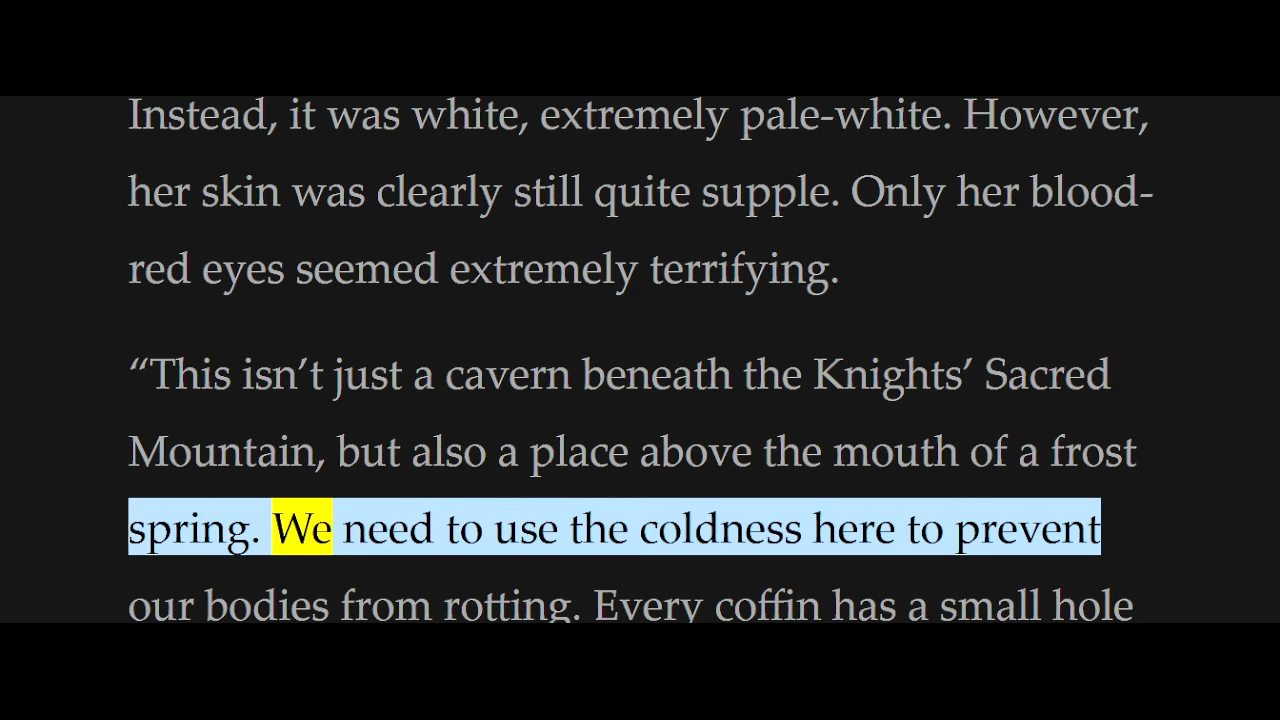 Instead, it was white, extremely pale-white. However,
her skin was clearly still quite supple. Only her blood-
red eyes seemed extremely terrifying.
“This isn’t just a cavern beneath the Knights’ Sacred
Mountain, but also a place above the mouth of a frost
spring. We need to use the coldness here to prevent
our bodies from rotting. Every coffin has a small hole